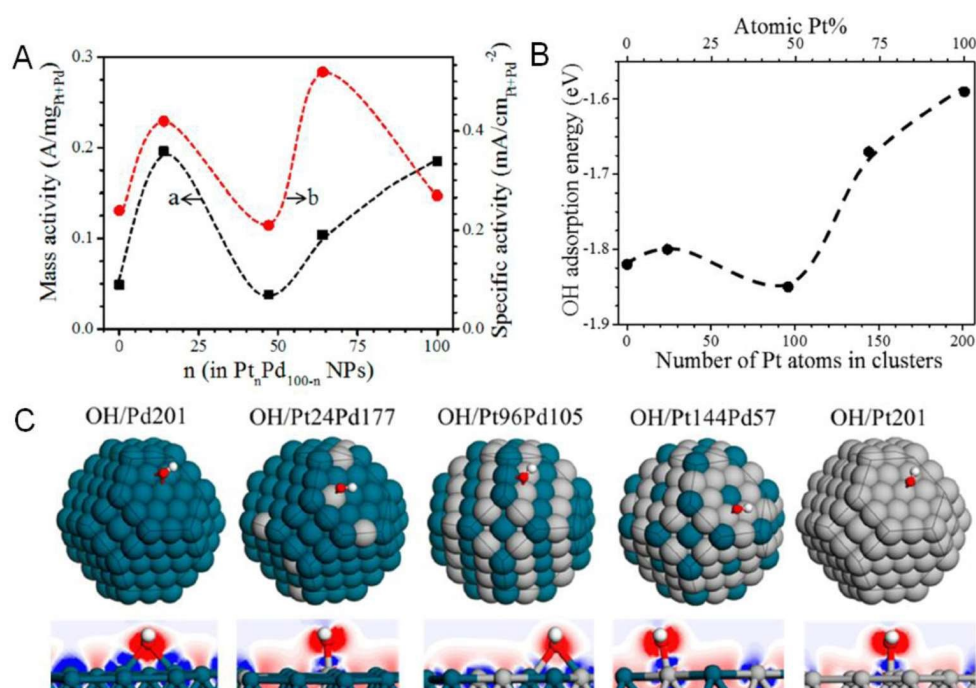 A
Mass activity (A/mgPt+Pd)
0.3
0.2
0.1
0.0
a
b
0.4
0.2
0.0
Specific activity (mA/cmPt+Pd-2)
0 25 50 75 100
n (in PtnPd100-n NPs)
B
Atomic Pt%
0 25 50 75 100
OH adsorption energy (eV)
-1.6
-1.7
-1.8
-1.9
0 50 100 150 200
Number of Pt atoms in clusters
C
OH/Pd201 OH/Pt24Pd177 OH/Pt96Pd105 OH/Pt144Pd57 OH/Pt201